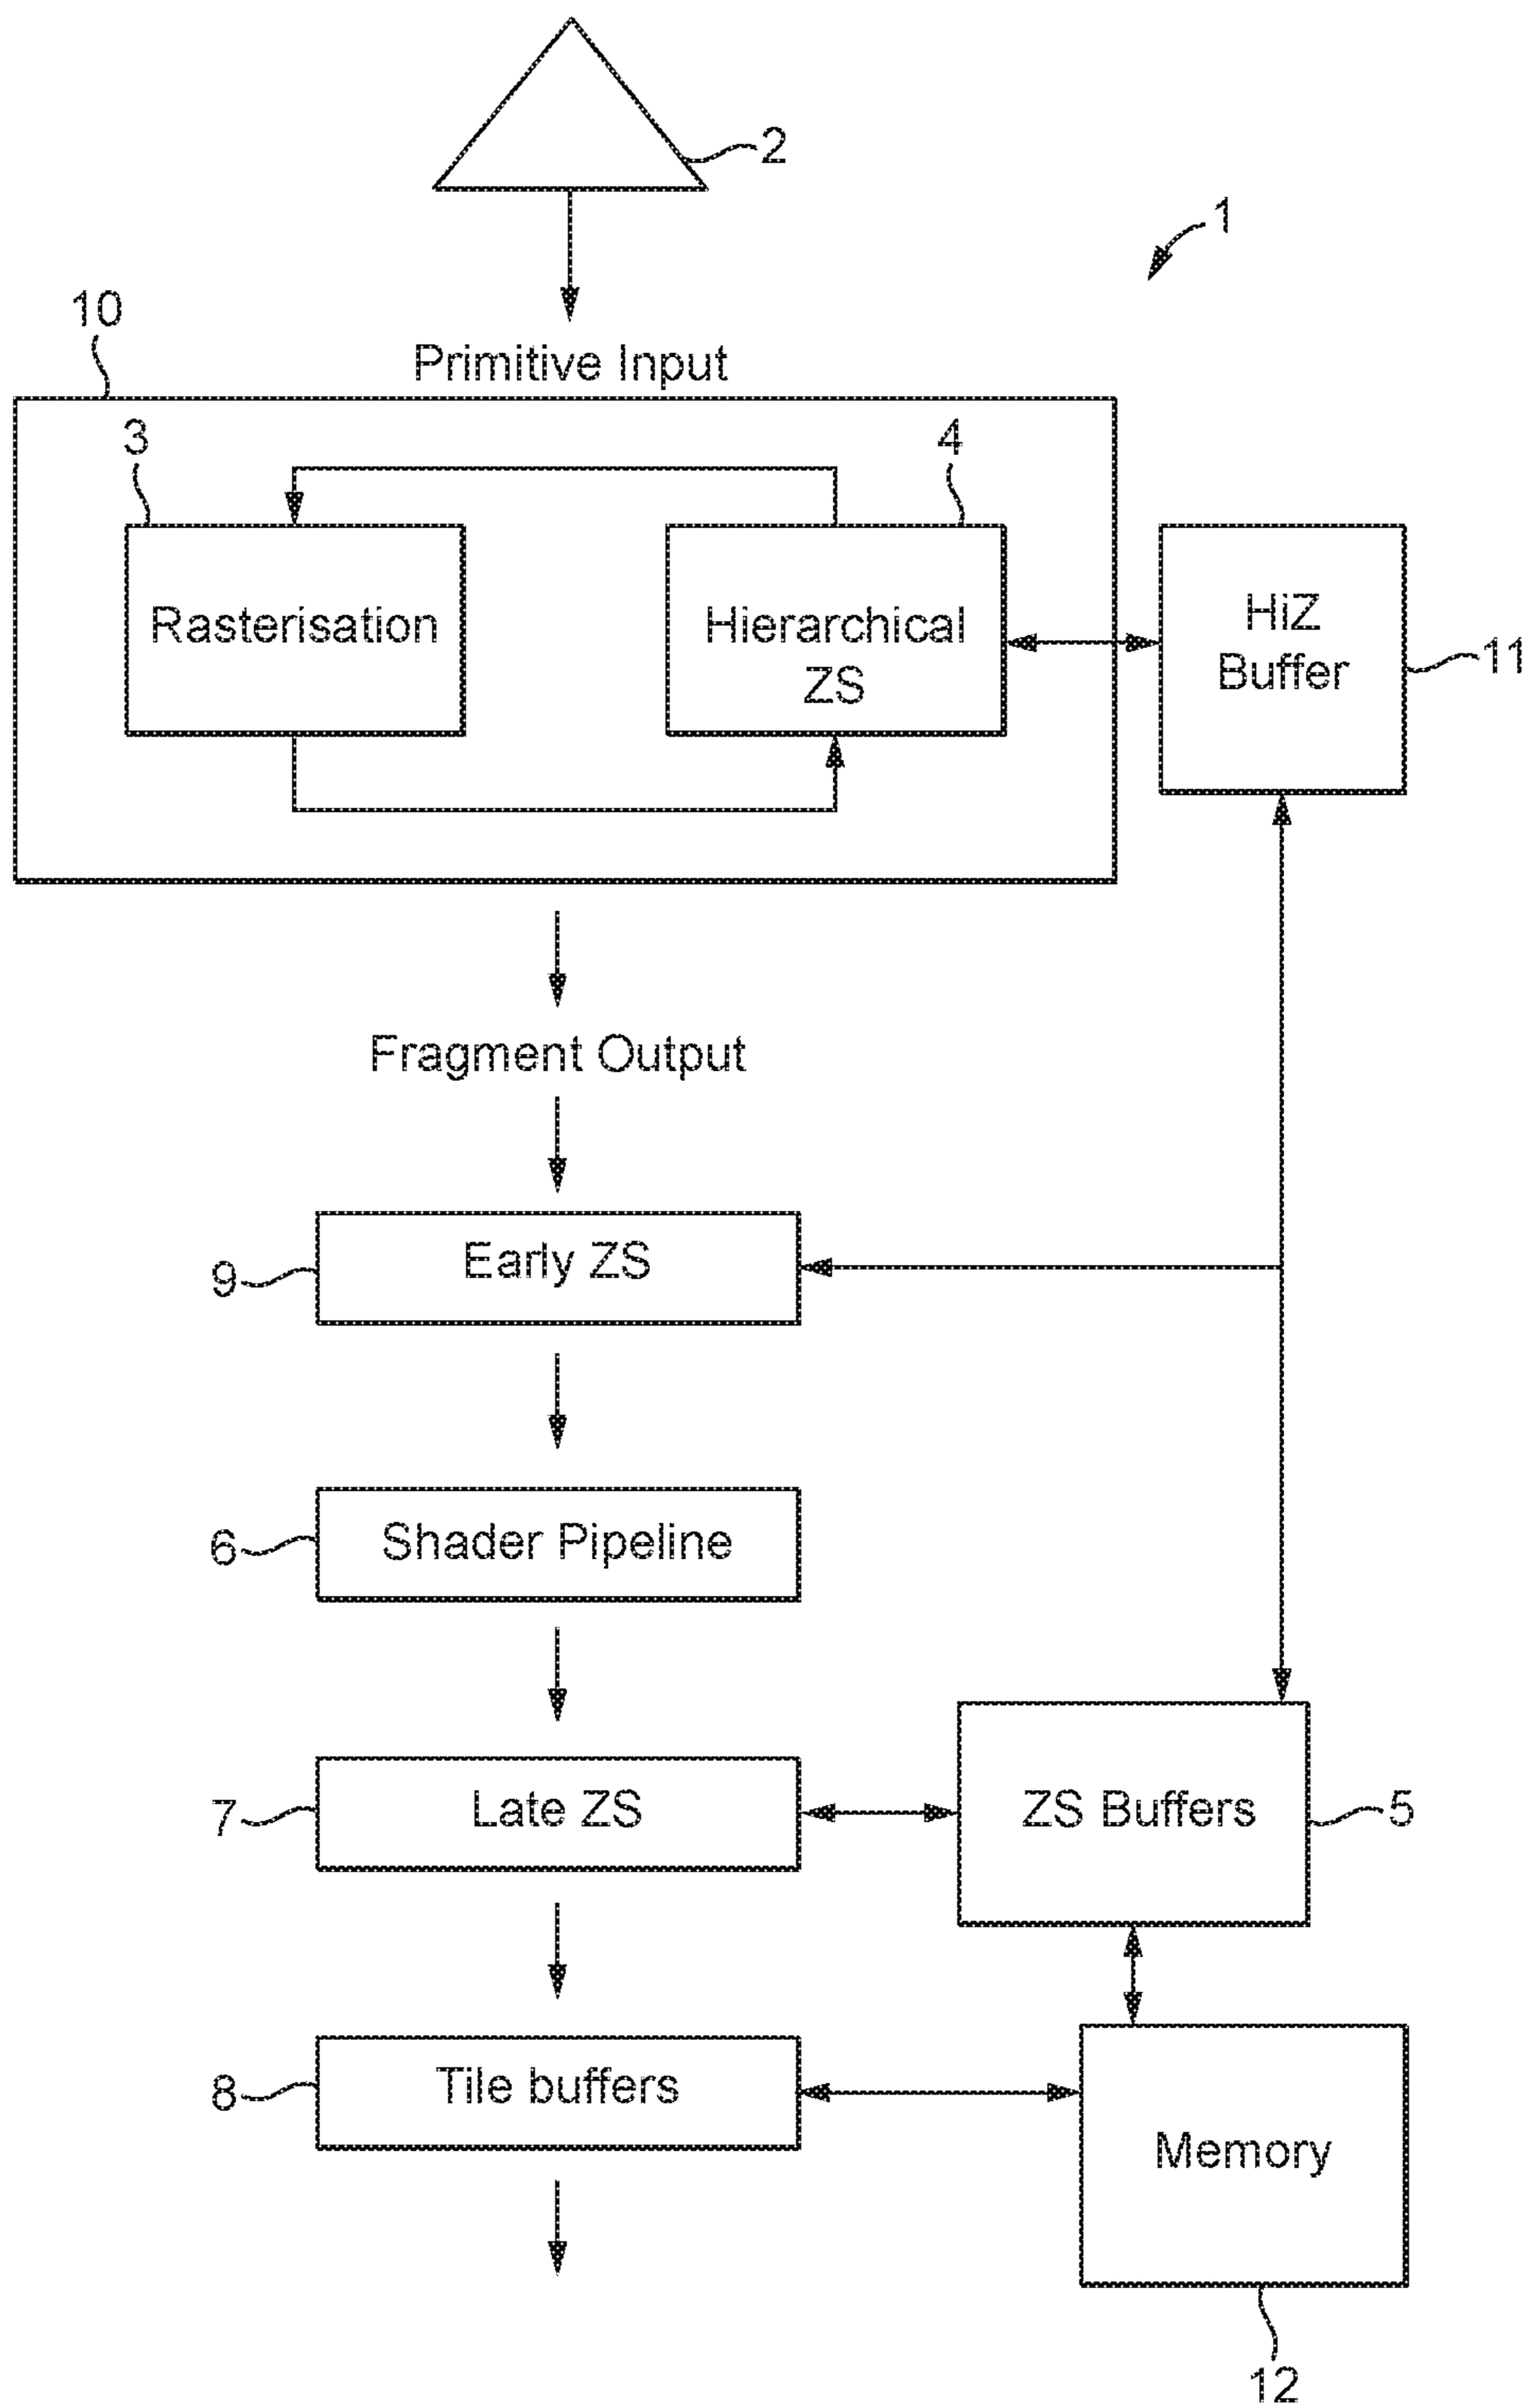 2
1
10
Primitive Input
3
4
Rasterisation
Hierarchical
ZS
HiZ
Buffer
11
Fragment Output
Early ZS
9
Shader Pipeline
6
Late ZS
7
ZS Buffers
5
Tile buffers
8
Memory
12